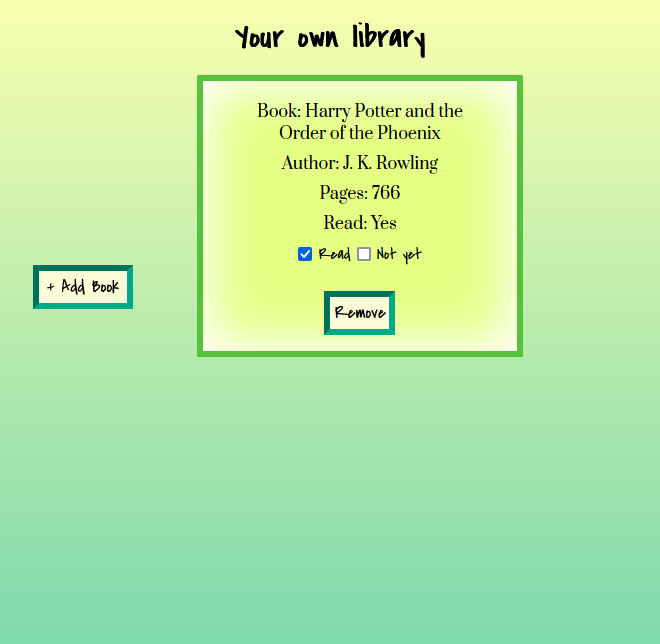 Your own library
Book: Harry Potter and the
Order of the Phoenix
Author: J. K. Rowling
Pages: 766
Read: Yes
Read Not yet
+ Add Book
Remove